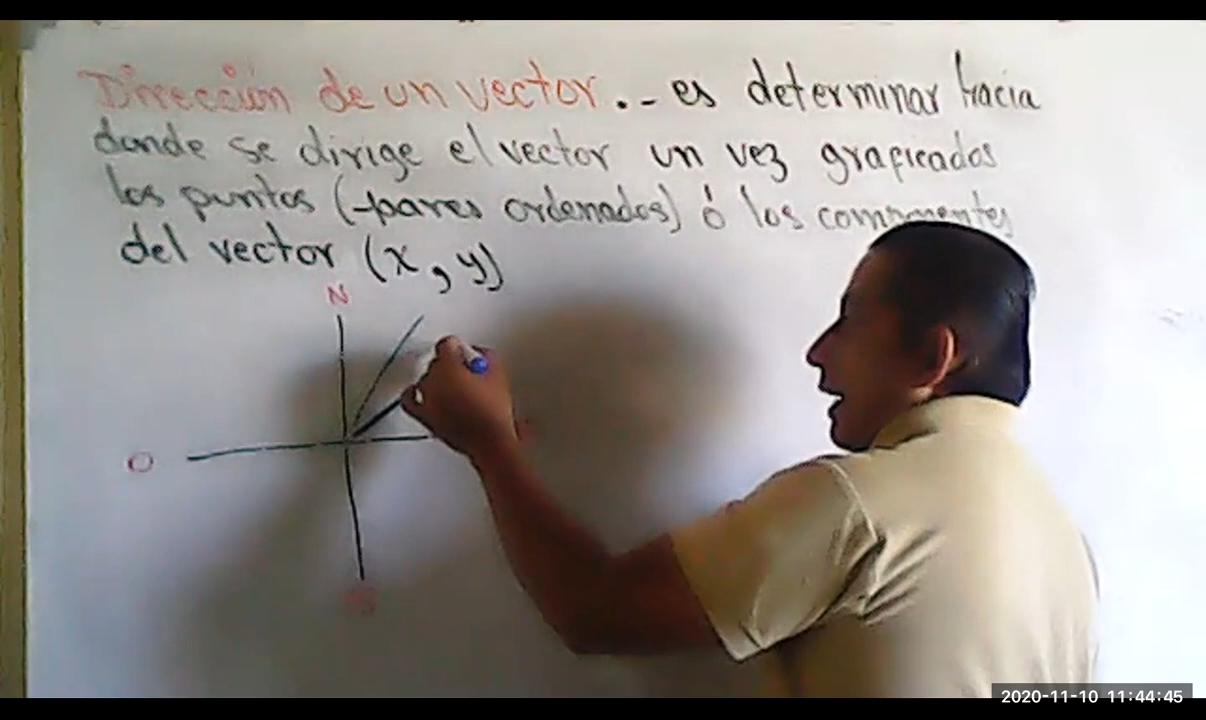 Dirección de un vector.- es determinar hacia
donde se dirige el vector un vez graficados
los puntos (pares ordenados) ó los componentes
del vector (x, y)
N
O
S
2020-11-10 11:44:45